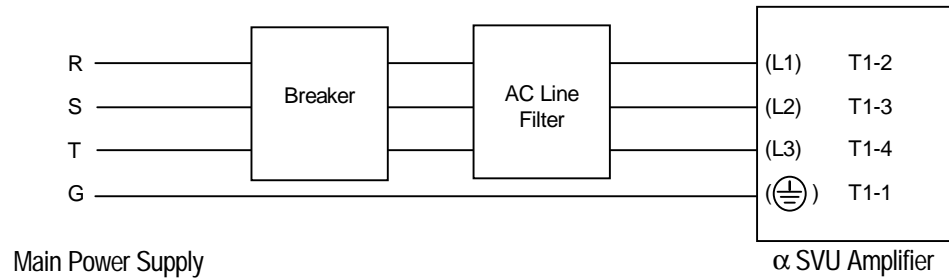 R
S
T
G
Breaker
AC Line
Filter
(L1) T1-2
(L2) T1-3
(L3) T1-4
(⏚) T1-1
Main Power Supply
α SVU Amplifier